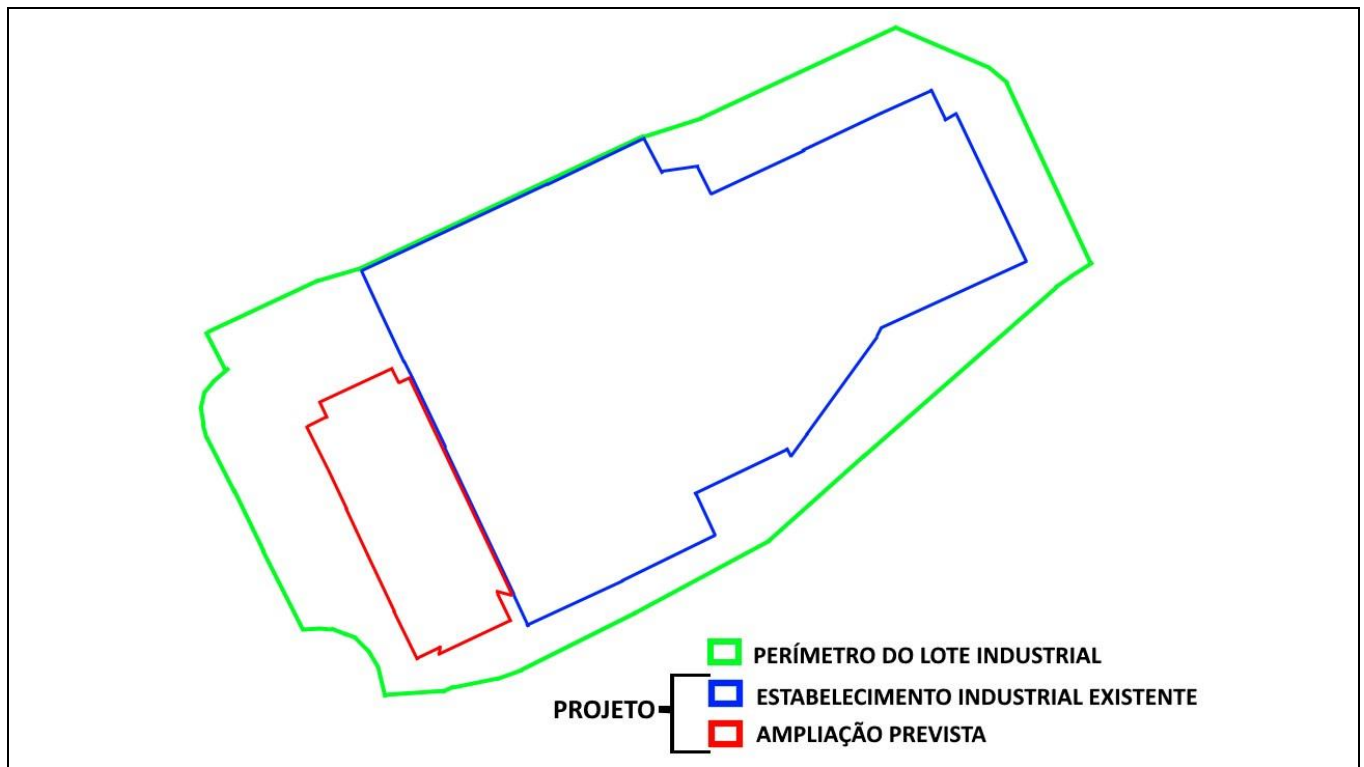 PERÍMETRO DO LOTE INDUSTRIAL
PROJETO
ESTABELECIMENTO INDUSTRIAL EXISTENTE
AMPLIAÇÃO PREVISTA